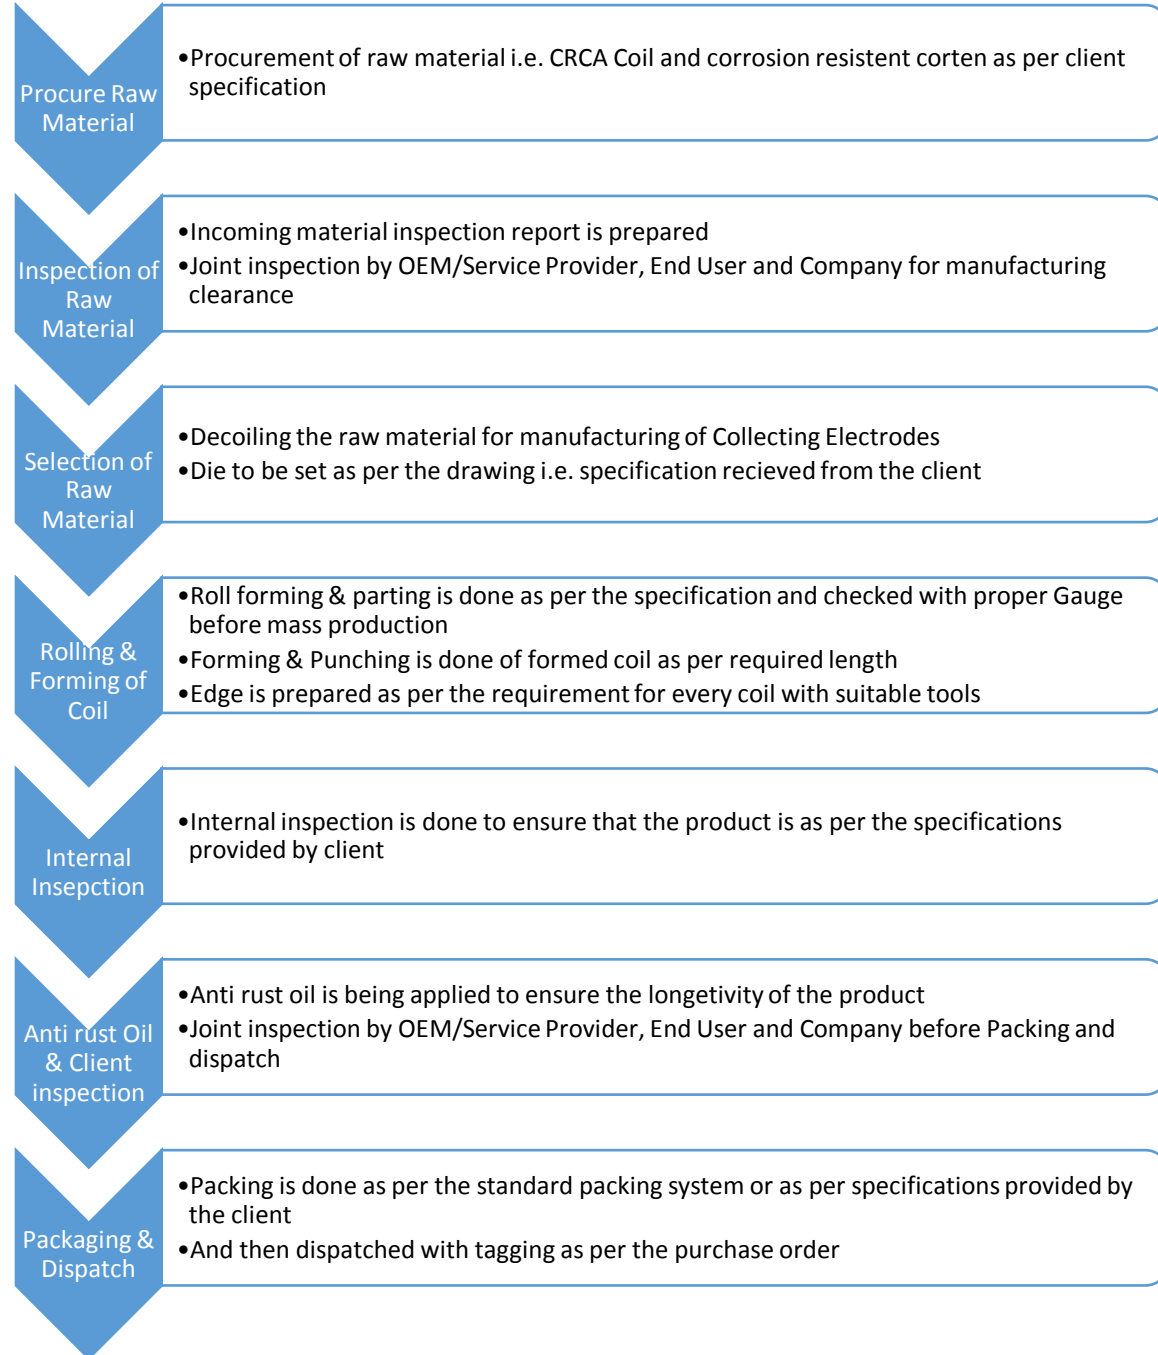 Procure Raw
Material
•Procurement of raw material i.e. CRCA Coil and corrosion resistent corten as per client
specification
Inspection of
Raw
Material
•Incoming material inspection report is prepared
•Joint inspection by OEM/Service Provider, End User and Company for manufacturing
clearance
Selection of
Raw
Material
•Decoiling the raw material for manufacturing of Collecting Electrodes
•Die to be set as per the drawing i.e. specification recieved from the client
Rolling &
Forming of
Coil
•Roll forming & parting is done as per the specification and checked with proper Gauge
before mass production
•Forming & Punching is done of formed coil as per required length
•Edge is prepared as per the requirement for every coil with suitable tools
Internal
Insepction
•Internal inspection is done to ensure that the product is as per the specifications
provided by client
Anti rust Oil
& Client
inspection
•Anti rust oil is being applied to ensure the longetivity of the product
•Joint inspection by OEM/Service Provider, End User and Company before Packing and
dispatch
Packaging &
Dispatch
•Packing is done as per the standard packing system or as per specifications provided by
the client
•And then dispatched with tagging as per the purchase order